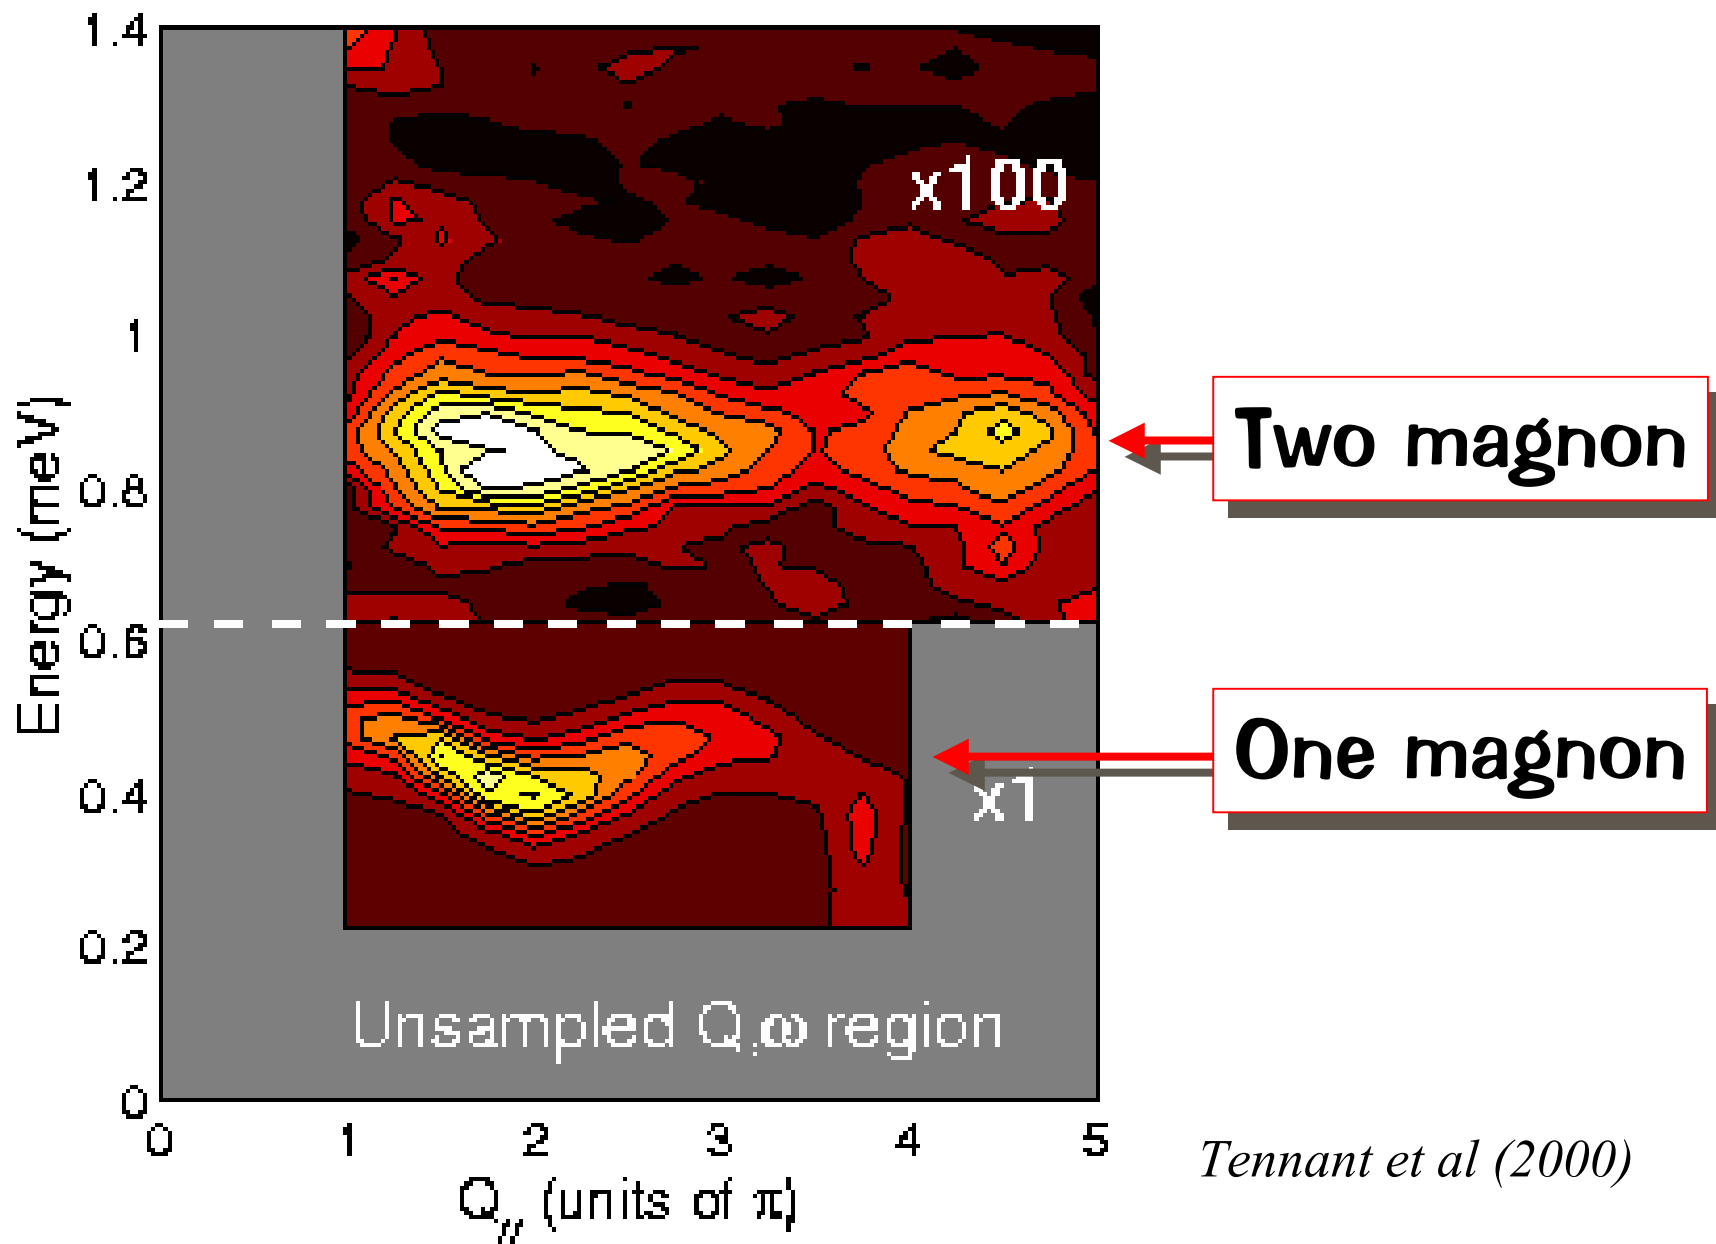 1.4
1.2
1
0.8
0.6
0.4
0.2
0
Energy (meV)
x100
x1
Two magnon
One magnon
Unsampled Q,ω region
0 1 2 3 4 5
Q// (units of π)
Tennant et al (2000)